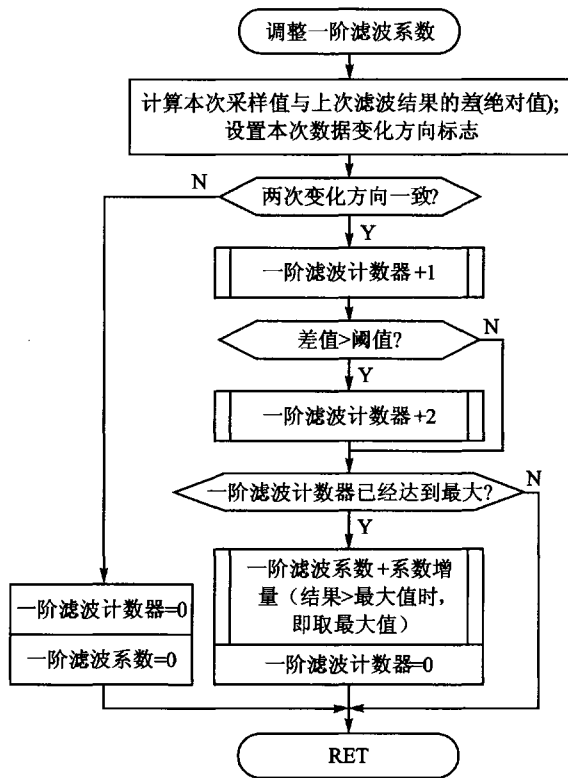 调整一阶滤波系数
计算本次采样值与上次滤波结果的差(绝对值);
设置本次数据变化方向标志
N
两次变化方向一致?
Y
一阶滤波计数器+1
差值>阈值?
N
Y
一阶滤波计数器+2
一阶滤波计数器已经达到最大?
N
Y
一阶滤波系数+系数增
量(结果>最大值时,
即取最大值)
一阶滤波计数器=0
一阶滤波系数=0
一阶滤波计数器=0
RET